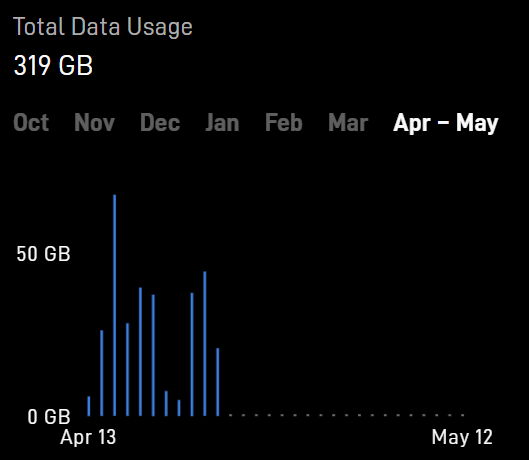 Total Data Usage
319 GB
Oct Nov Dec Jan Feb Mar Apr – May
50 GB
0 GB
Apr 13 May 12